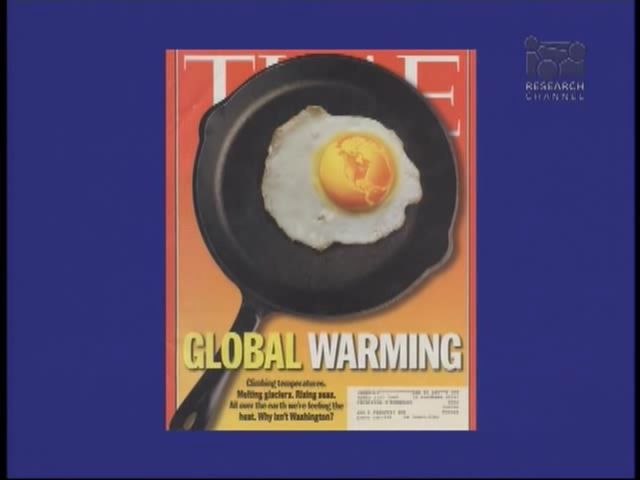 TIME
RESEARCH
CHANNEL
GLOBAL WARMING
Climbing temperatures.
Melting glaciers. Rising seas.
All over the earth we're feeling the
heat. Why isn't Washington?